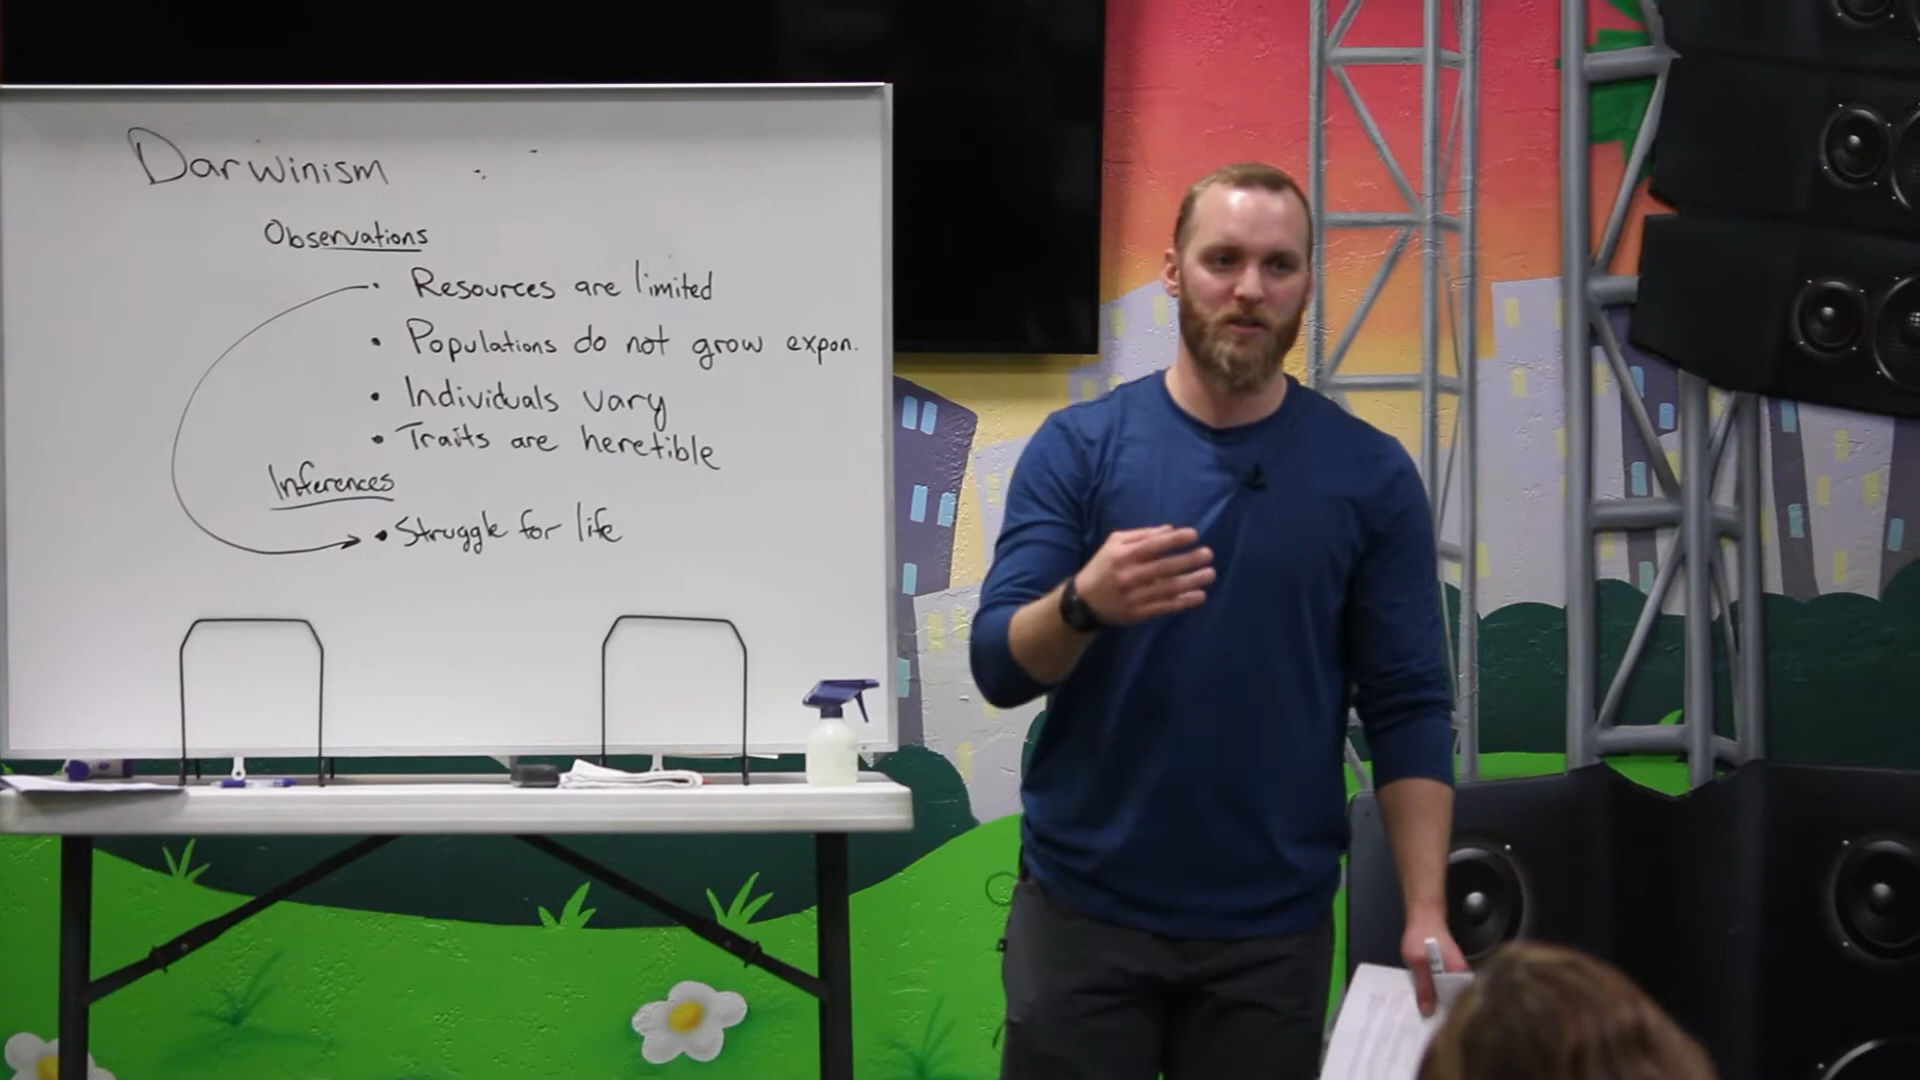 Darwinism
Observations
• Resources are limited
• Populations do not grow expon.
• Individuals vary
• Traits are heretible
Inferences
• Struggle for life